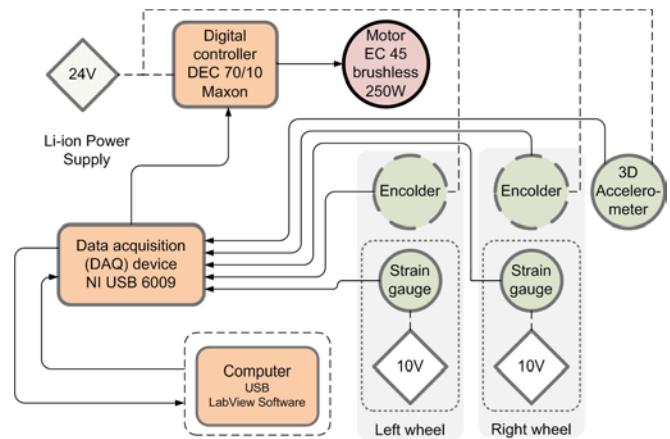 Digital
controller
DEC 70/10
Maxon
Motor
EC 45
brushless
250W
24V
Li-ion Power
Supply
Encolder
Encolder
3D
Accelero-
meter
Data acquisition
(DAQ) device
NI USB 6009
Strain
gauge
Strain
gauge
10V
10V
Computer
USB
LabView Software
Left wheel
Right wheel